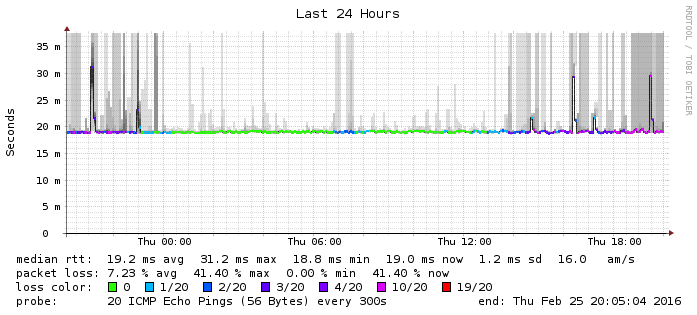 Last 24 Hours
RRDTOOL / TOBI OETIKER
Seconds
35 m
30 m
25 m
20 m
15 m
10 m
5 m
0
Thu 00:00 Thu 06:00 Thu 12:00 Thu 18:00
median rtt: 19.2 ms avg 31.2 ms max 18.8 ms min 19.0 ms now 1.2 ms sd 16.0 am/s
packet loss: 7.23 % avg 41.40 % max 0.00 % min 41.40 % now
loss color: 0 1/20 2/20 3/20 4/20 10/20 19/20
probe: 20 ICMP Echo Pings (56 Bytes) every 300s end: Thu Feb 25 20:05:04 2016